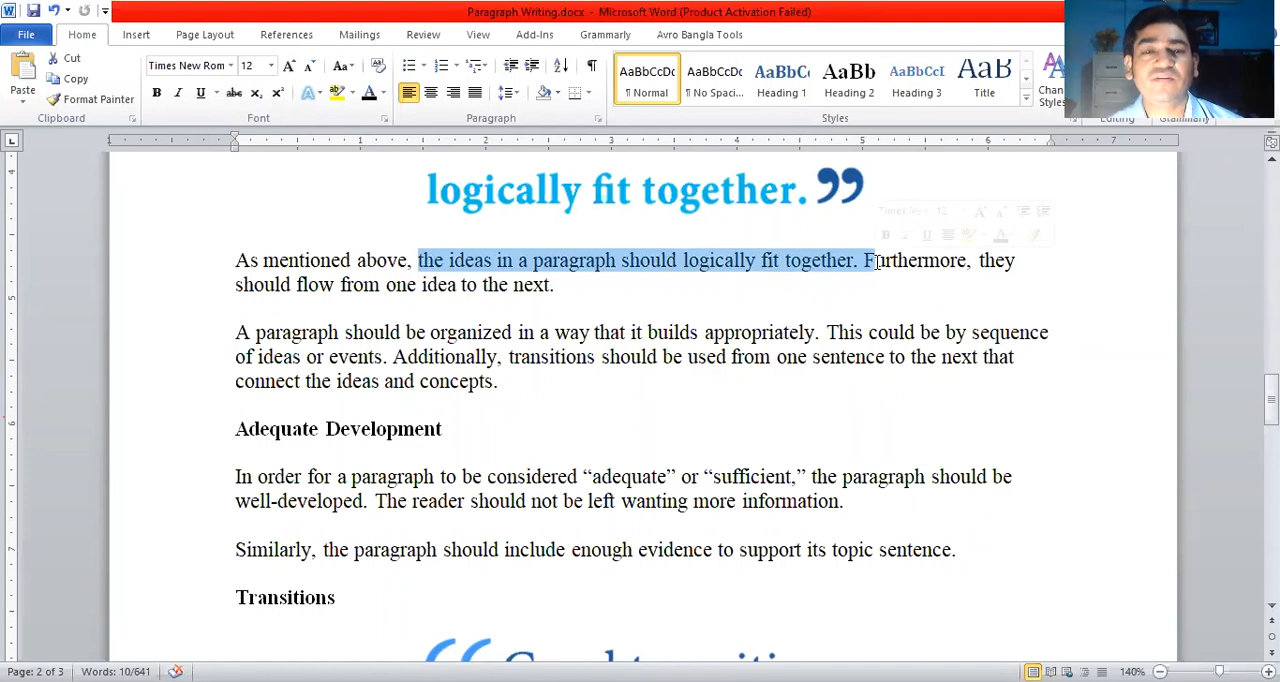 Paragraph Writing.docx - Microsoft Word (Product Activation Failed)
File Home Insert Page Layout References Mailings Review View Add-Ins Grammarly Avro Bangla Tools
Paste
Cut
Copy
Format Painter
Clipboard
Times New Rom 12
Font
Paragraph
AaBbCcDc AaBbCcDc AaBbC AaBb AaBbCcI AaB
¶ Normal ¶ No Spaci... Heading 1 Heading 2 Heading 3 Title
Styles
Chan
Styles
logically fit together.”
As mentioned above, the ideas in a paragraph should logically fit together. Furthermore, they
should flow from one idea to the next.
A paragraph should be organized in a way that it builds appropriately. This could be by sequence
of ideas or events. Additionally, transitions should be used from one sentence to the next that
connect the ideas and concepts.
Adequate Development
In order for a paragraph to be considered “adequate” or “sufficient,” the paragraph should be
well-developed. The reader should not be left wanting more information.
Similarly, the paragraph should include enough evidence to support its topic sentence.
Transitions
Page: 2 of 3 Words: 10/641 140%